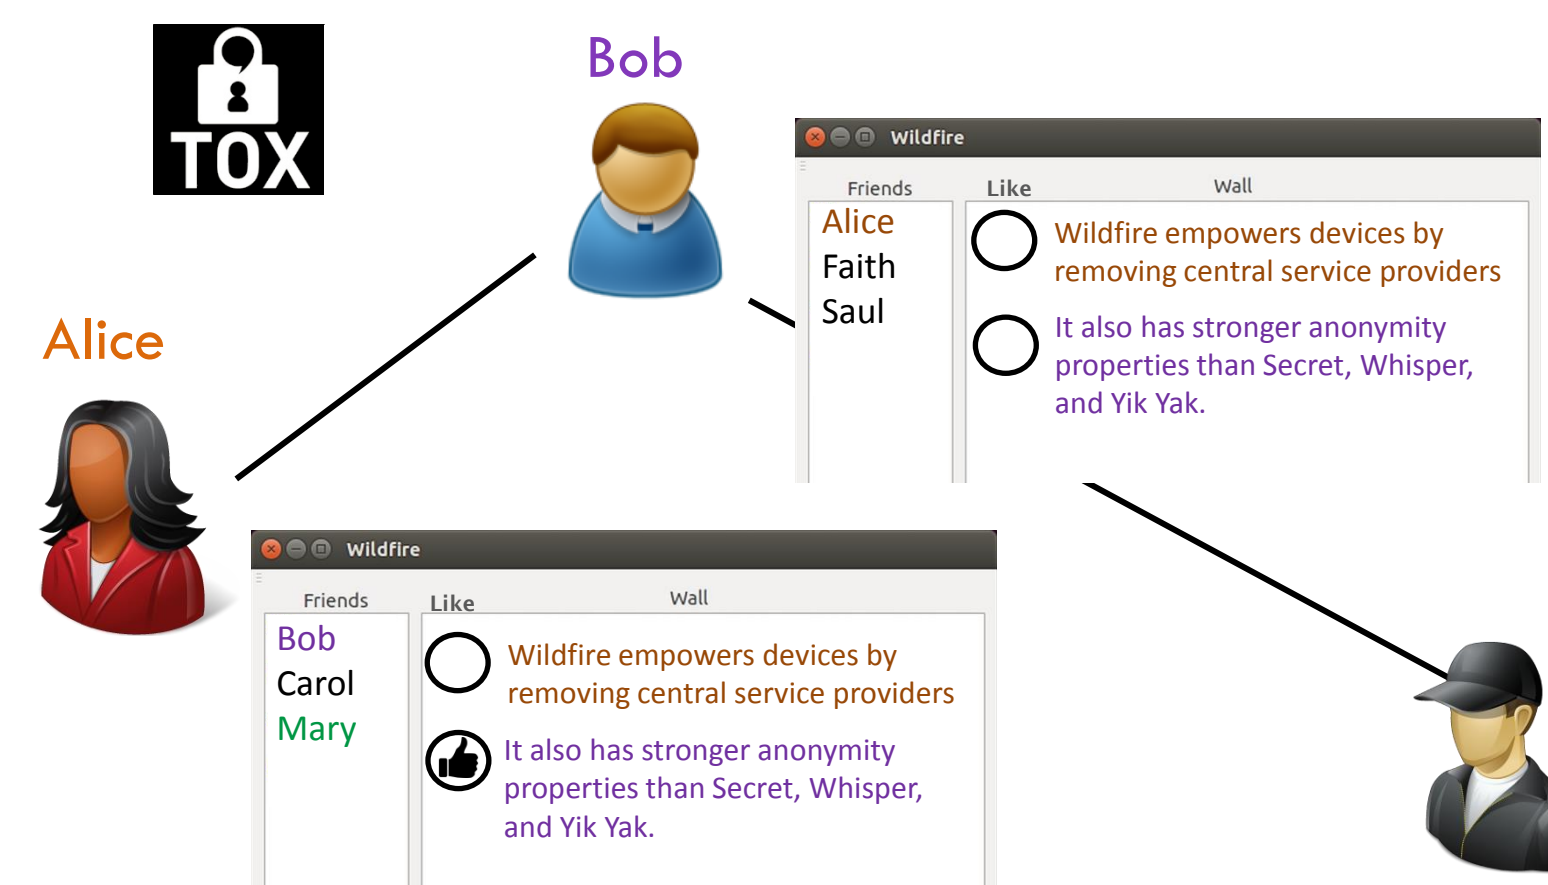 TOX
Bob
Alice
Wildfire
Friends
Like
Wall
Alice
Faith
Saul
Wildfire empowers devices by
removing central service providers
It also has stronger anonymity
properties than Secret, Whisper,
and Yik Yak.
Wildfire
Friends
Like
Wall
Bob
Carol
Mary
Wildfire empowers devices by
removing central service providers
It also has stronger anonymity
properties than Secret, Whisper,
and Yik Yak.